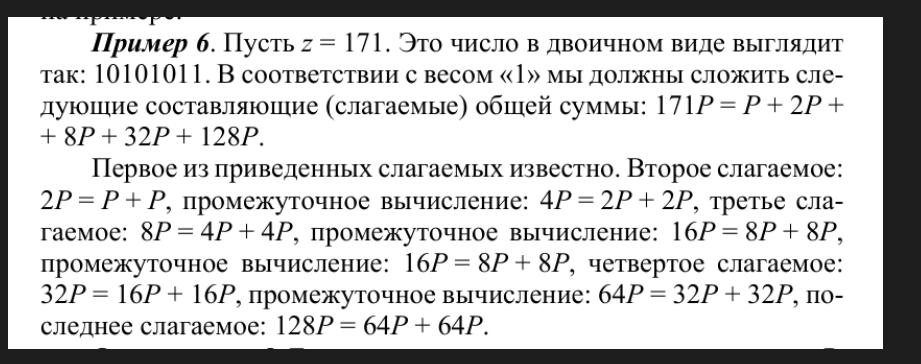 Пример 6. Пусть z = 171. Это число в двоичном виде выглядит
так: 10101011. В соответствии с весом «1» мы должны сложить сле-
дующие составляющие (слагаемые) общей суммы: 171P = P + 2P +
+ 8P + 32P + 128P.
Первое из приведенных слагаемых известно. Второе слагаемое:
2P = P + P, промежуточное вычисление: 4P = 2P + 2P, третье сла-
гаемое: 8P = 4P + 4P, промежуточное вычисление: 16P = 8P + 8P,
промежуточное вычисление: 16P = 8P + 8P, четвертое слагаемое:
32P = 16P + 16P, промежуточное вычисление: 64P = 32P + 32P, по-
следнее слагаемое: 128P = 64P + 64P.